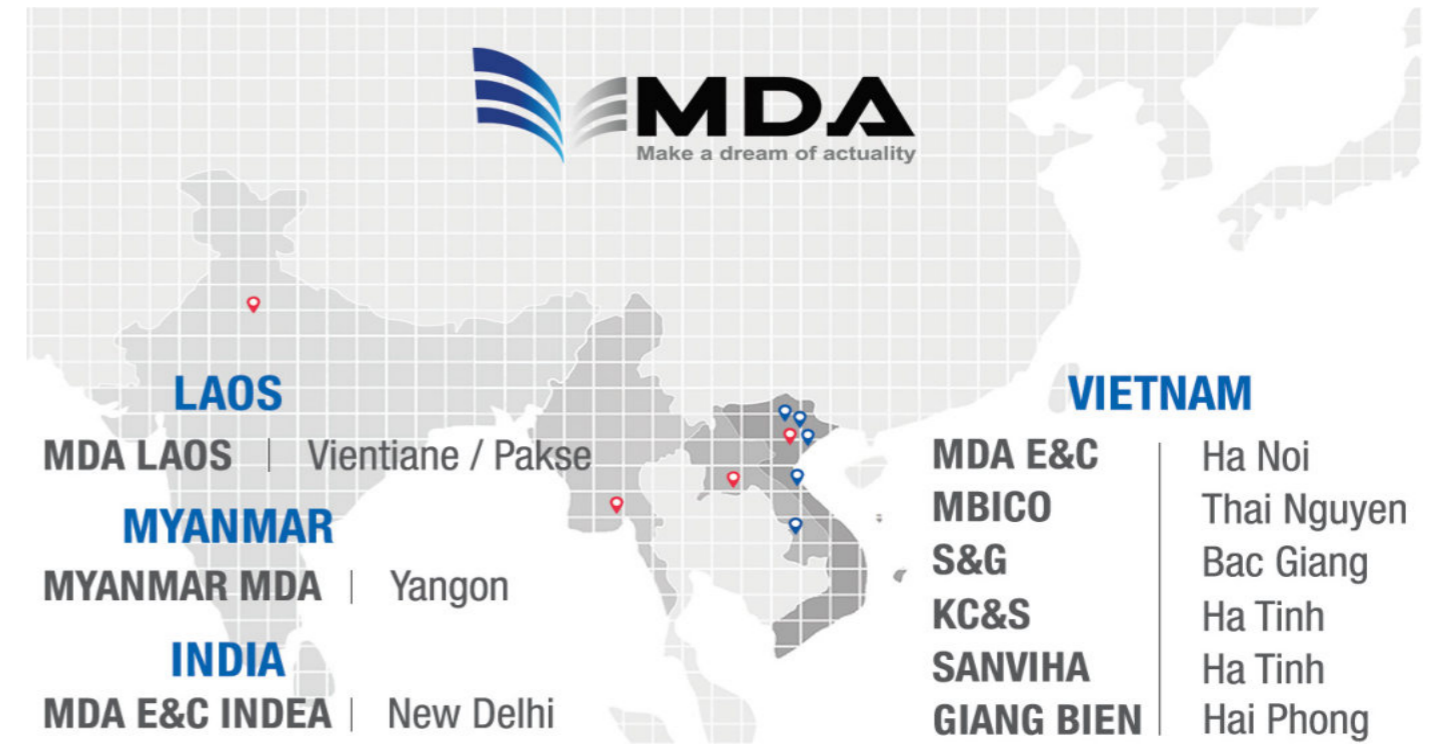 MDA
Make a dream of actuality
LAOS
MDA LAOS | Vientiane / Pakse
MYANMAR
MYANMAR MDA | Yangon
INDIA
MDA E&C INDEA | New Delhi
VIETNAM
MDA E&C | Ha Noi
MBICO | Thai Nguyen
S&G | Bac Giang
KC&S | Ha Tinh
SANVIHA | Ha Tinh
GIANG BIEN | Hai Phong